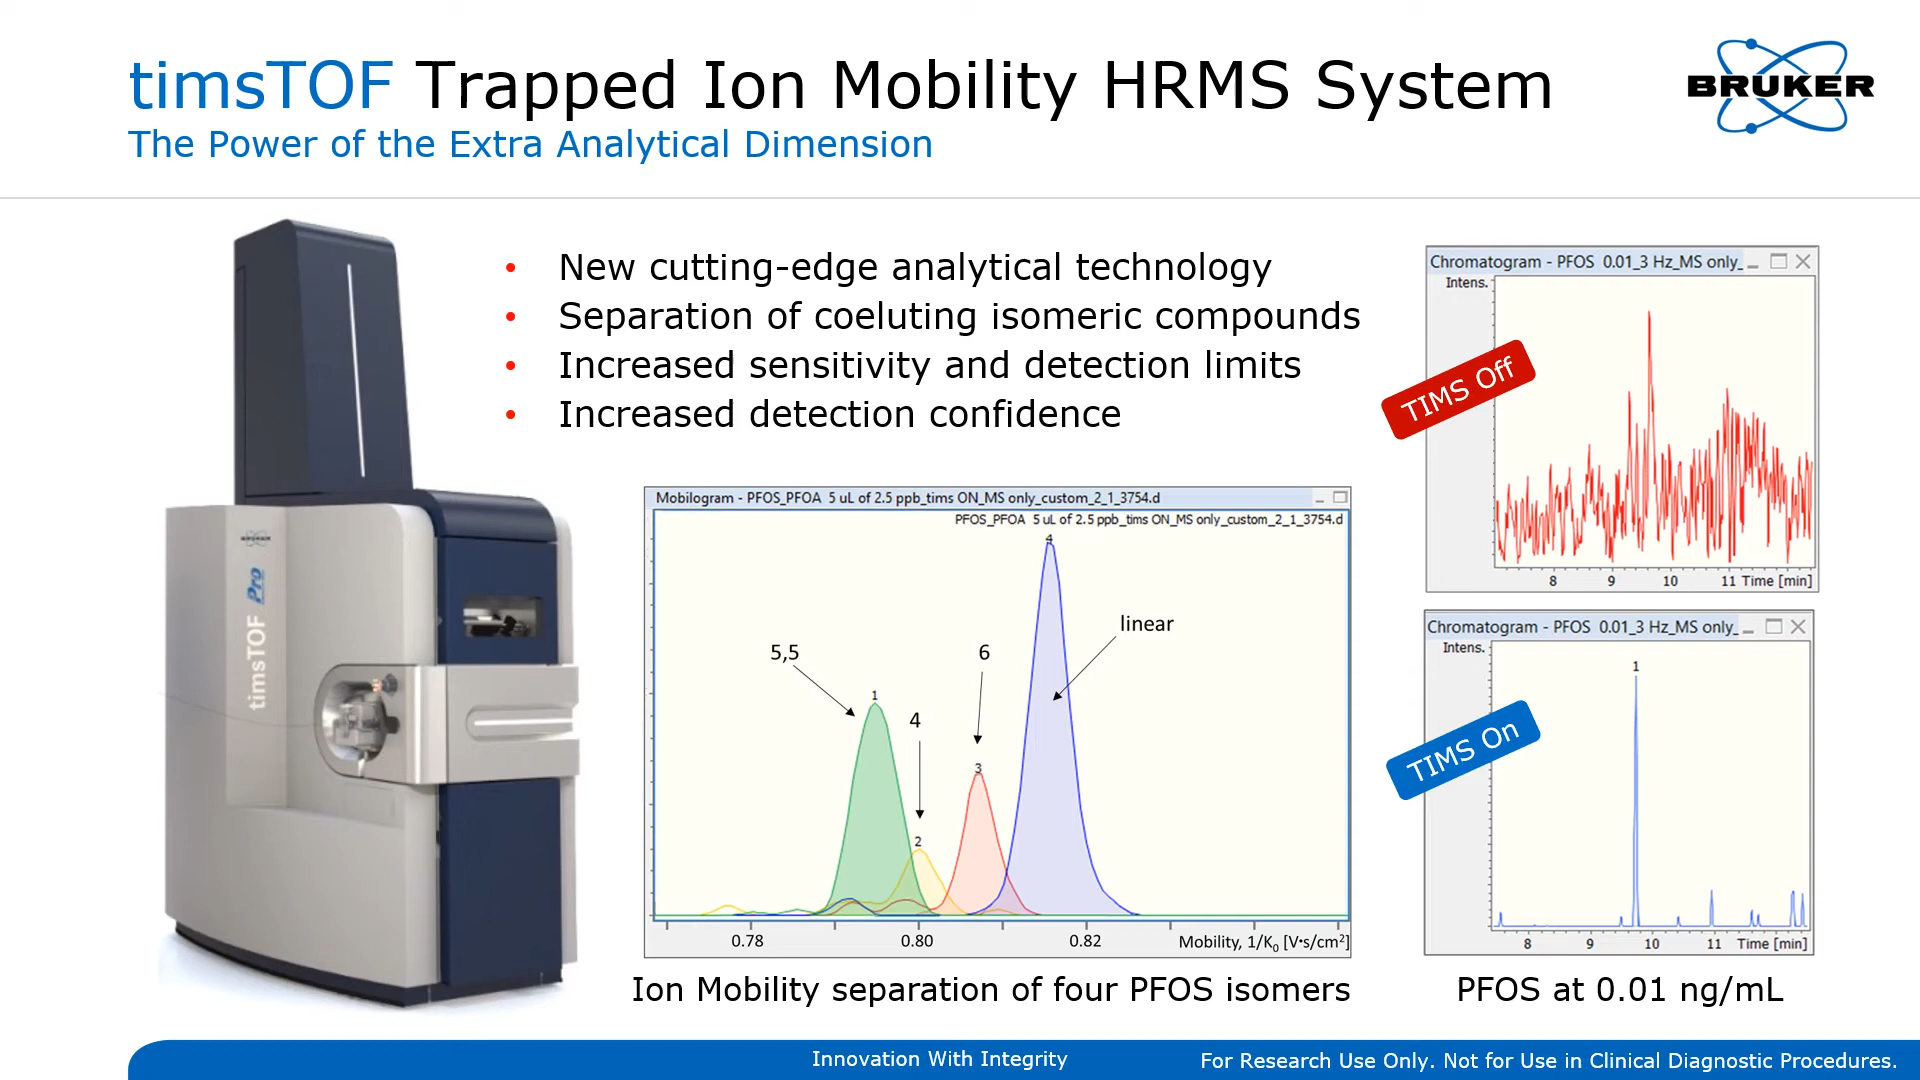 timsTOF Trapped Ion Mobility HRMS System
The Power of the Extra Analytical Dimension
BRUKER
• New cutting-edge analytical technology
• Separation of coeluting isomeric compounds
• Increased sensitivity and detection limits
• Increased detection confidence
BRUKER
timsTOF Pro
Mobilogram - PFOS_PFOA 5 uL of 2.5 ppb_tims ON_MS only_custom_2_1_3754.d
PFOS_PFOA 5 uL of 2.5 ppb_tims ON_MS only_custom_2_1_3754.d
4
linear
5,5
6
1
4
3
2
0.78 0.80 0.82 Mobility, 1/K0 [V•s/cm2]
Ion Mobility separation of four PFOS isomers
Chromatogram - PFOS 0.01_3 Hz_MS only_
Intens.
TIMS Off
8 9 10 11 Time [min]
Chromatogram - PFOS 0.01_3 Hz_MS only_
Intens.
1
TIMS On
8 9 10 11 Time [min]
PFOS at 0.01 ng/mL
Innovation With Integrity
For Research Use Only. Not for Use in Clinical Diagnostic Procedures.